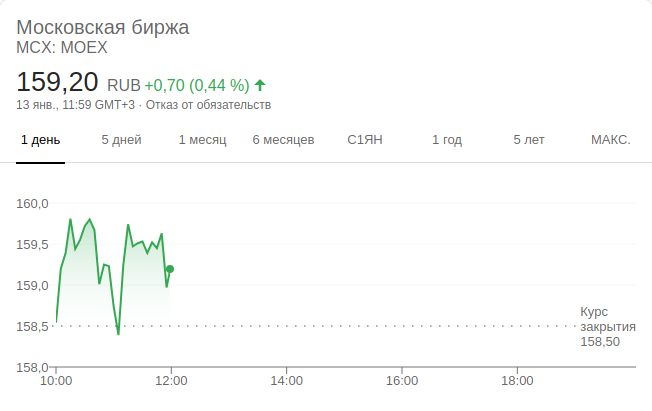 Московская биржа
MCX: MOEX
159,20 RUB +0,70 (0,44 %)
13 янв., 11:59 GMT+3 · Отказ от обязательств
1 день 5 дней 1 месяц 6 месяцев С1ЯН 1 год 5 лет МАКС.
160,0
159,5
159,0
158,5
158,0
Курс
закрытия
158,50
10:00 12:00 14:00 16:00 18:00